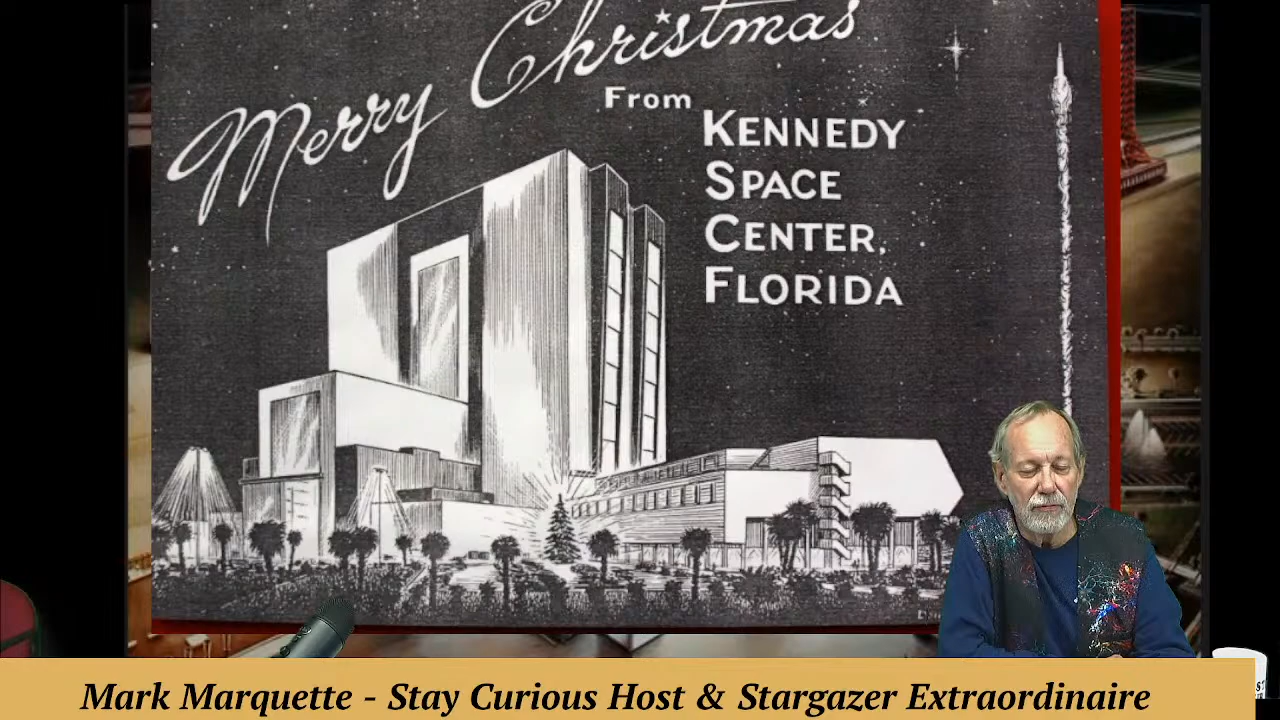 Merry Christmas
From
KENNEDY
SPACE
CENTER,
FLORIDA
Mark Marquette - Stay Curious Host & Stargazer Extraordinaire